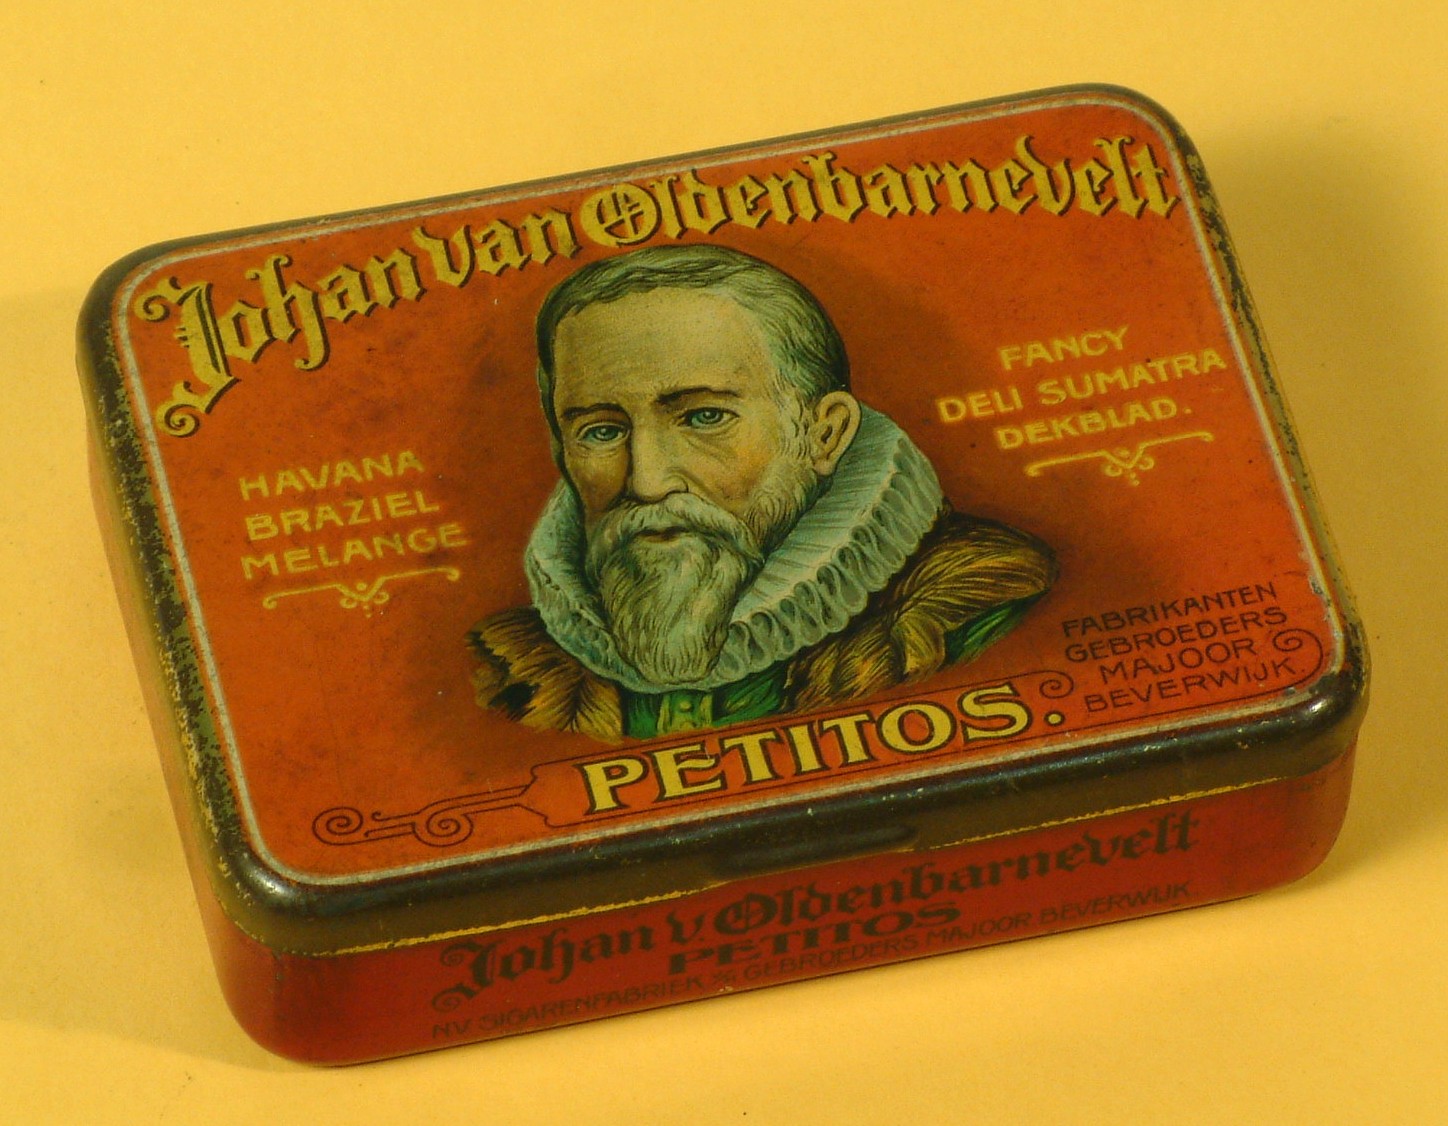 Johan van Oldenbarnevelt
HAVANA
BRAZIEL
MELANGE
FANCY
DELI SUMATRA
DEKBLAD.
FABRIKANTEN
GEBROEDERS
MAJOOR
BEVERWIJK.
PETITOS.
Johan v. Oldenbarnevelt
PETITOS
NV SIGARENFABRIEK v/h GEBROEDERS MAJOOR. BEVERWIJK